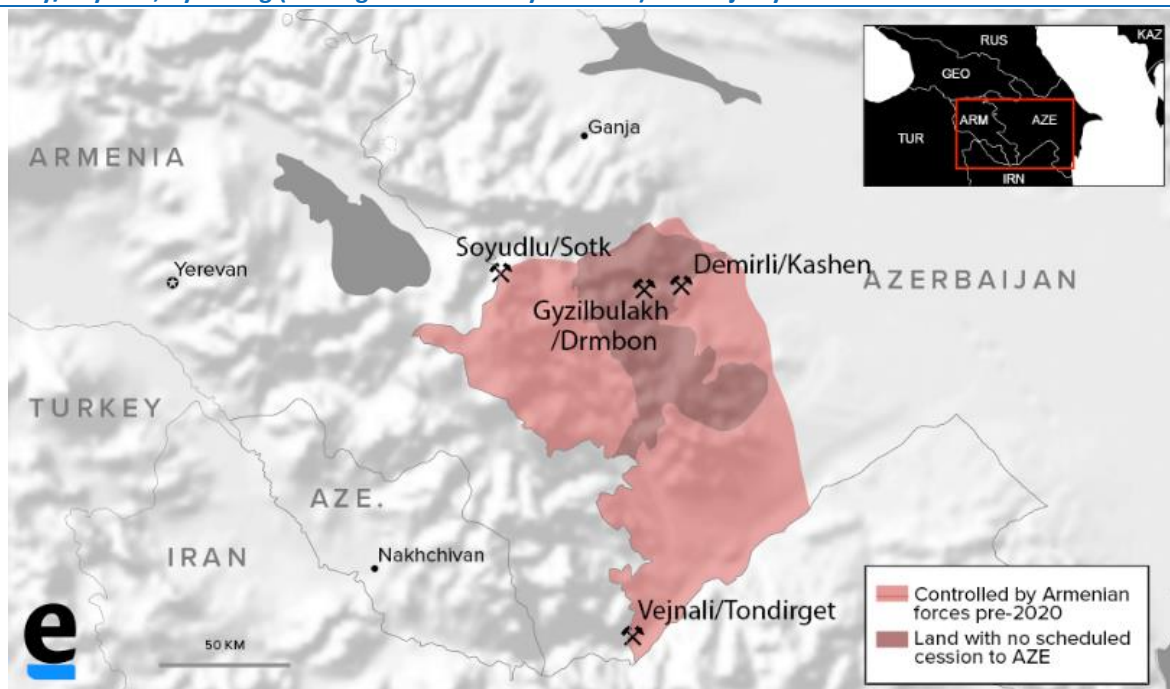 RUS
KAZ
GEO
ARM
AZE
TUR
IRN
Ganja
ARMENIA
Soyudlu/Sotk
Demirli/Kashen
Yerevan
AZERBAIJAN
Gyzilbulakh
/Drmbon
TURKEY
AZE.
IRAN
Nakhchivan
Vejnali/Tondirget
Controlled by Armenian
forces pre-2020
Land with no scheduled
cession to AZE
e
50 KM